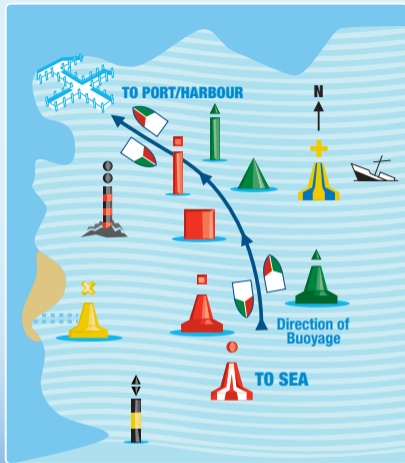 TO PORT/HARBOUR
N
Direction of
Buoyage
TO SEA